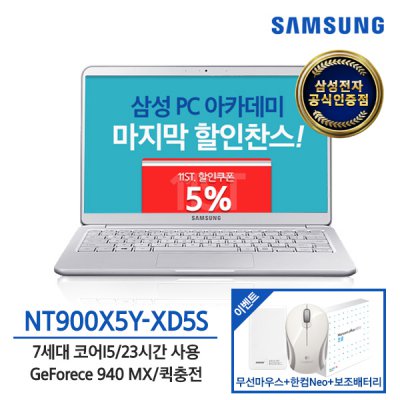 SAMSUNG
삼성전자
공식인증점
삼성 PC 아카데미
마지막 할인찬스!
11ST. 할인쿠폰
5%
SAMSUNG
NT900X5Y-XD5S
7세대 코어I5/23시간 사용
GeForece 940 MX/퀵충전
이벤트
무선마우스+한컴Neo+보조배터리